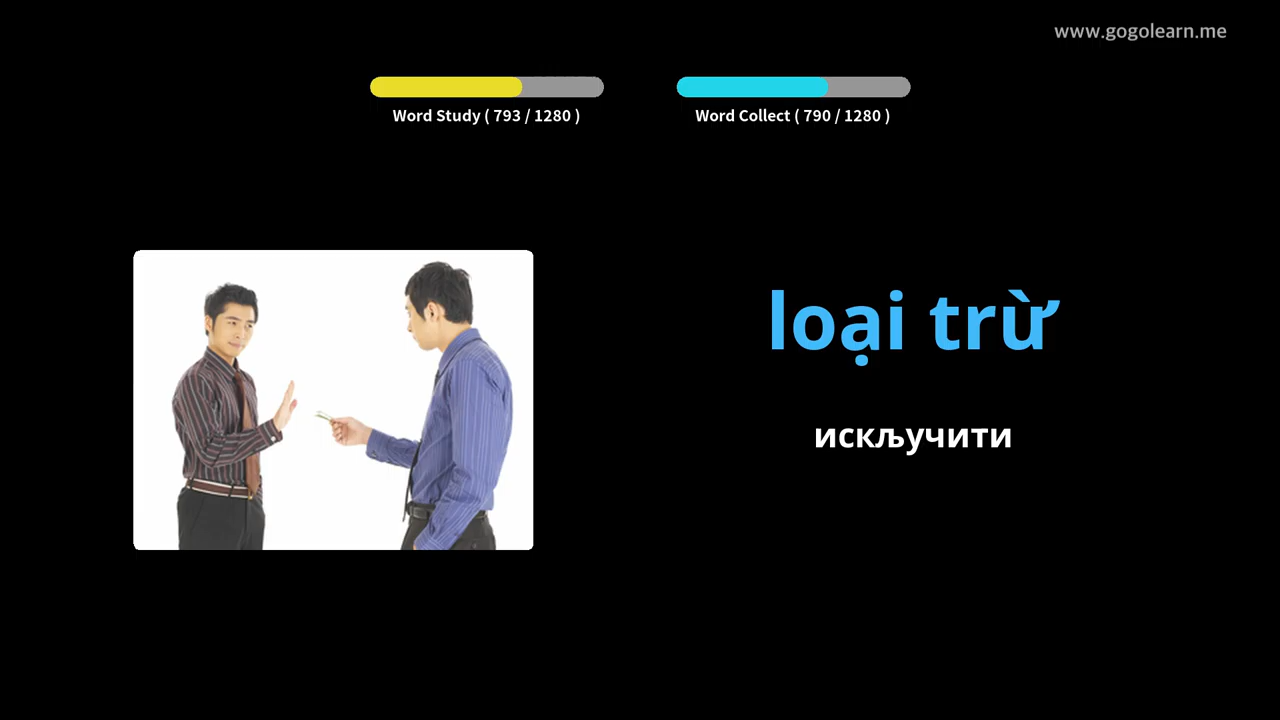 www.gogolearn.me
Word Study ( 793 / 1280 )
Word Collect ( 790 / 1280 )
loại trừ
искључити